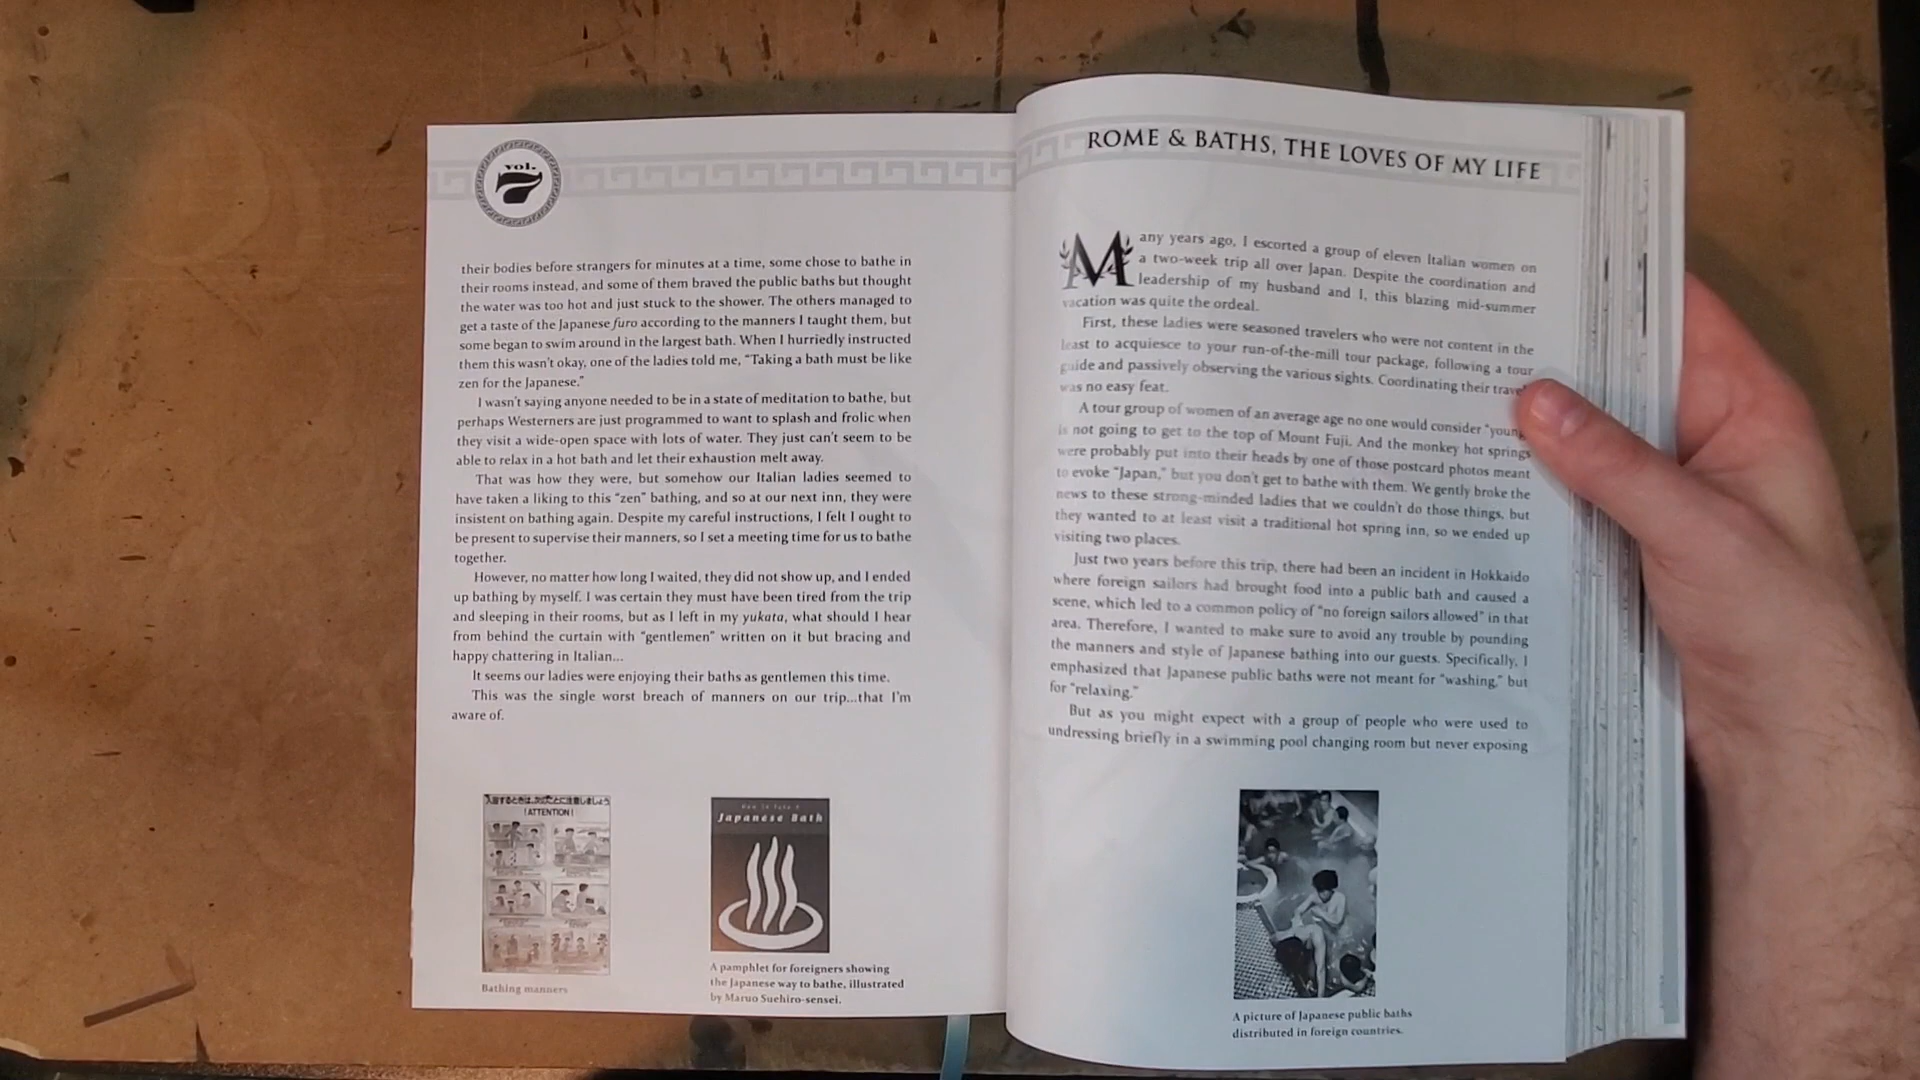 ROME & BATHS, THE LOVES OF MY LIFE
Many years ago, I escorted a group of eleven Italian women on
a two-week trip all over Japan. Despite the coordination and
leadership of my husband and I, this blazing mid-summer
vacation was quite the ordeal.
First, these ladies were seasoned travelers who were not content in the
least to acquiesce to your run-of-the-mill tour package, following a tour
guide and passively observing the various sights. Coordinating their travel
was no easy feat.
A tour group of women of an average age no one would consider “young”
is not going to get to the top of Mount Fuji. And the monkey hot springs
were probably put into their heads by one of those postcard photos meant
to evoke “Japan,” but you don’t get to bathe with them. We gently broke the
news to these strong-minded ladies that we couldn’t do those things, but
they wanted to at least visit a traditional hot spring inn, so we ended up
visiting two places.
Just two years before this trip, there had been an incident in Hokkaido
where foreign sailors had brought food into a public bath and caused a
scene, which led to a common policy of “no foreign sailors allowed” in that
area. Therefore, I wanted to make sure to avoid any trouble by pounding
the manners and style of Japanese bathing into our guests. Specifically, I
emphasized that Japanese public baths were not meant for “washing,” but
for “relaxing.”
But as you might expect with a group of people who were used to
undressing briefly in a swimming pool changing room but never exposing
A picture of Japanese public baths
distributed in foreign countries.
vol.
7
their bodies before strangers for minutes at a time, some chose to bathe in
their rooms instead, and some of them braved the public baths but thought
the water was too hot and just stuck to the shower. The others managed to
get a taste of the Japanese furo according to the manners I taught them, but
some began to swim around in the largest bath. When I hurriedly instructed
them this wasn’t okay, one of the ladies told me, “Taking a bath must be like
zen for the Japanese.”
I wasn’t saying anyone needed to be in a state of meditation to bathe, but
perhaps Westerners are just programmed to want to splash and frolic when
they visit a wide-open space with lots of water. They just can’t seem to be
able to relax in a hot bath and let their exhaustion melt away.
That was how they were, but somehow our Italian ladies seemed to
have taken a liking to this “zen” bathing, and so at our next inn, they were
insistent on bathing again. Despite my careful instructions, I felt I ought to
be present to supervise their manners, so I set a meeting time for us to bathe
together.
However, no matter how long I waited, they did not show up, and I ended
up bathing by myself. I was certain they must have been tired from the trip
and sleeping in their rooms, but as I left in my yukata, what should I hear
from behind the curtain with “gentlemen” written on it but bracing and
happy chattering in Italian...
It seems our ladies were enjoying their baths as gentlemen this time.
This was the single worst breach of manners on our trip...that I’m
aware of.
入浴するときは、次のことに注意しましょう
!ATTENTION!
Bathing manners
How to Take a
Japanese Bath
A pamphlet for foreigners showing
the Japanese way to bathe, illustrated
by Maruo Suehiro-sensei.